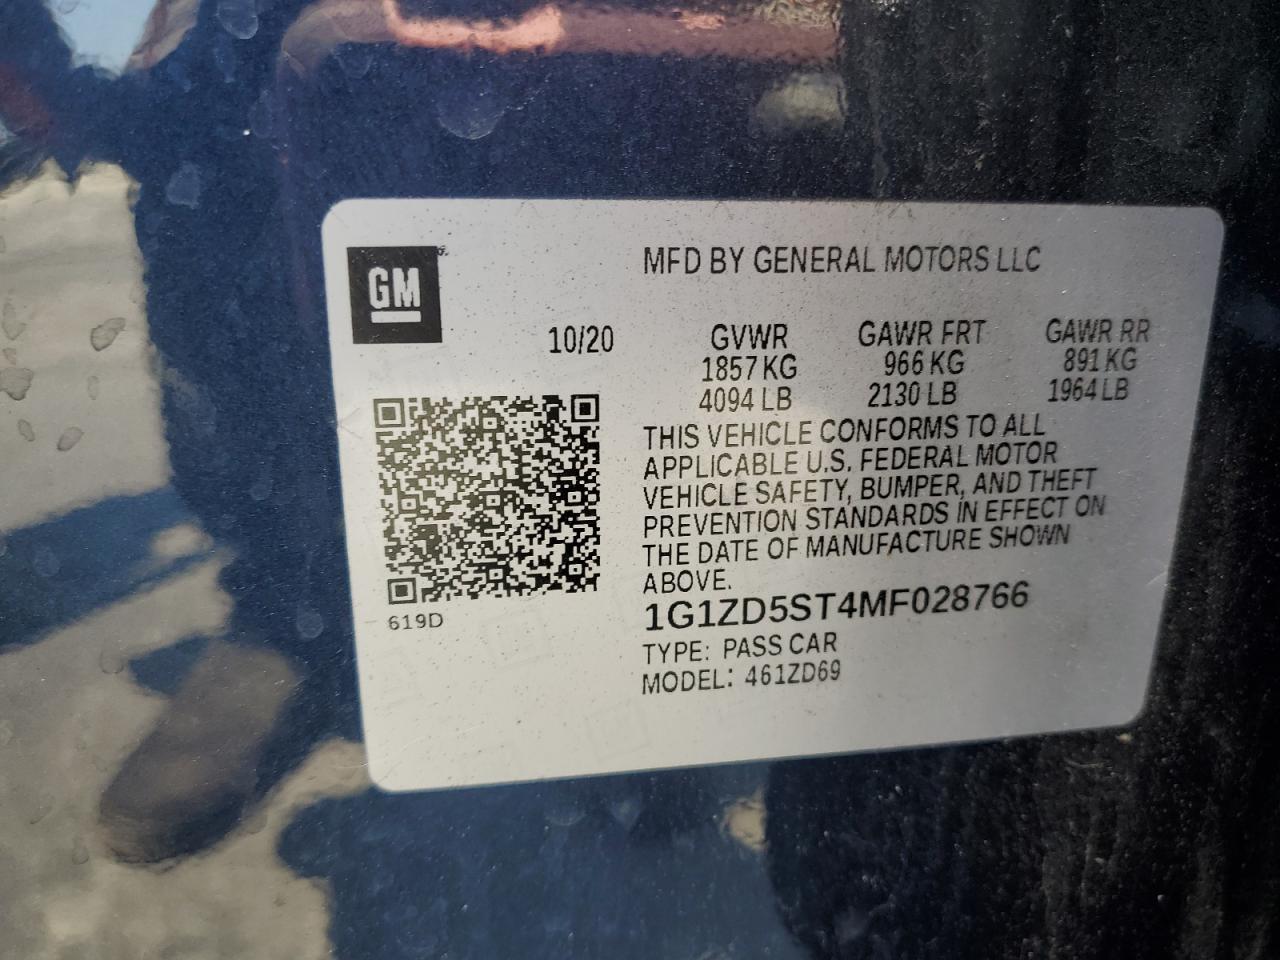 GM
MFD BY GENERAL MOTORS LLC
10/20 GVWR GAWR FRT GAWR RR
1857 KG 966 KG 891 KG
4094 LB 2130 LB 1964 LB
THIS VEHICLE CONFORMS TO ALL
APPLICABLE U.S. FEDERAL MOTOR
VEHICLE SAFETY, BUMPER, AND THEFT
PREVENTION STANDARDS IN EFFECT ON
THE DATE OF MANUFACTURE SHOWN
ABOVE.
619D
1G1ZD5ST4MF028766
TYPE: PASS CAR
MODEL: 461ZD69